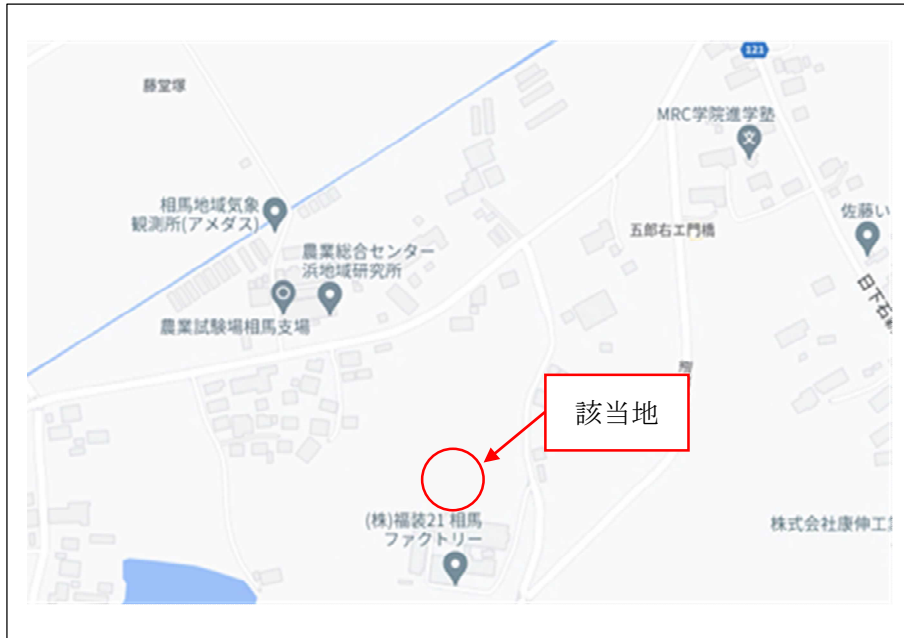 121
藤堂塚
MRC学院進学塾
文
相馬地域気象
観測所(アメダス)
佐藤い
五郎右エ門橋
農業総合センター
浜地域研究所
日下石
農業試験場相馬支場
該当地
(株)福装21 相馬
ファクトリー
株式会社康伸工